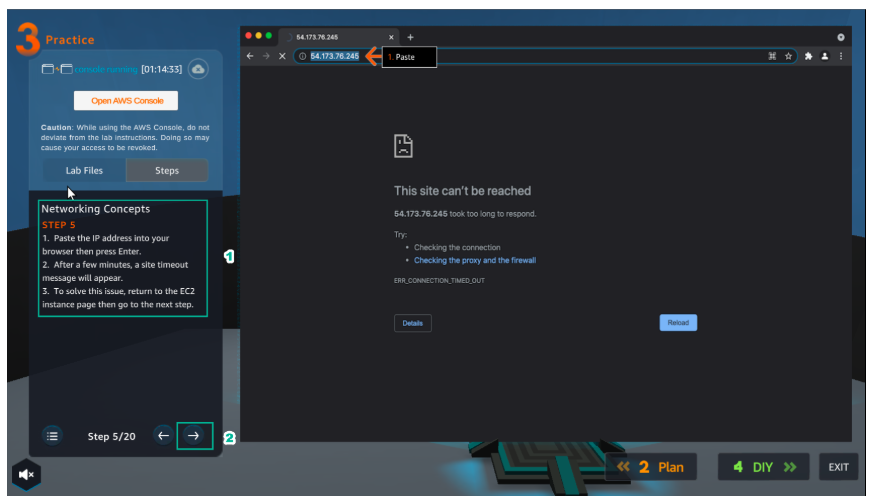 3 Practice
console running [01:14:33]
Open AWS Console
Caution: While using the AWS Console, do not
deviate from the lab instructions. Doing so may
cause your access to be revoked.
Lab Files Steps
Networking Concepts
STEP 5
1. Paste the IP address into your
browser then press Enter.
2. After a few minutes, a site timeout
message will appear.
3. To solve this issue, return to the EC2
instance page then go to the next step.
1
Step 5/20
2
54.173.76.245
54.173.76.245
1. Paste
This site can't be reached
54.173.76.245 took too long to respond.
Try:
• Checking the connection
• Checking the proxy and the firewall
ERR_CONNECTION_TIMED_OUT
Details
Reload
2 Plan
4 DIY
EXIT